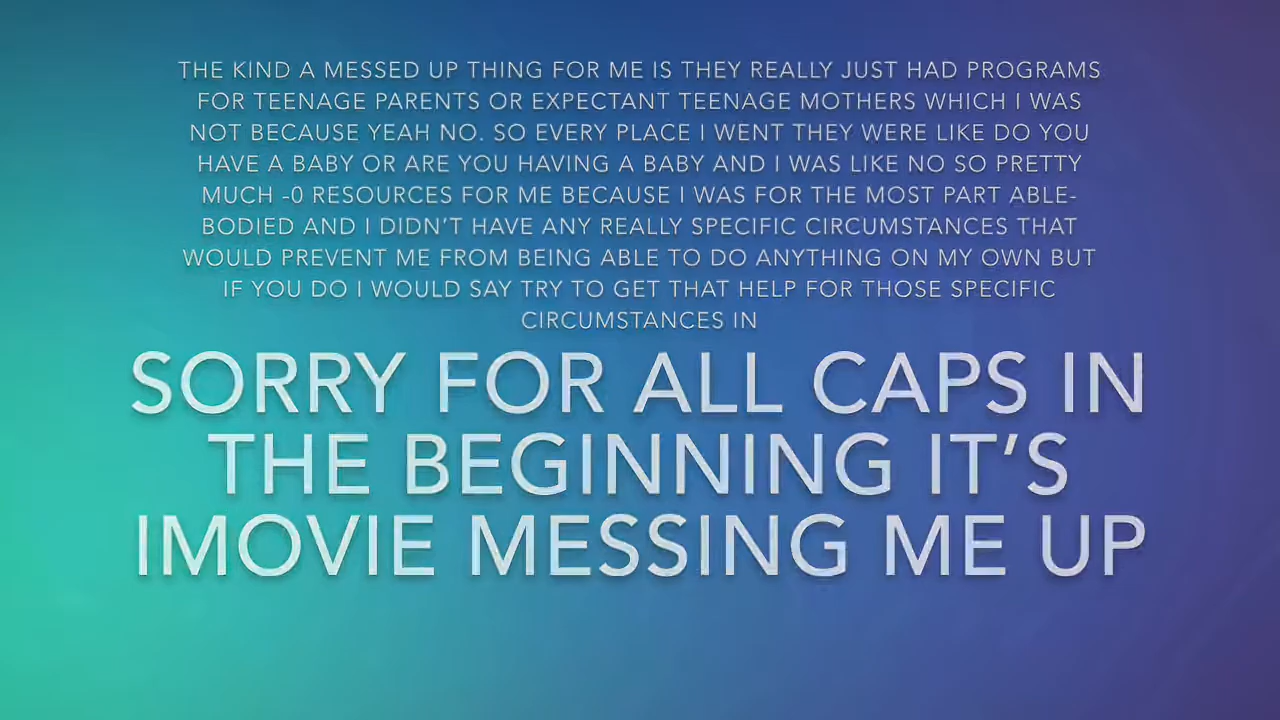 THE KIND A MESSED UP THING FOR ME IS THEY REALLY JUST HAD PROGRAMS
FOR TEENAGE PARENTS OR EXPECTANT TEENAGE MOTHERS WHICH I WAS
NOT BECAUSE YEAH NO. SO EVERY PLACE I WENT THEY WERE LIKE DO YOU
HAVE A BABY OR ARE YOU HAVING A BABY AND I WAS LIKE NO SO PRETTY
MUCH -0 RESOURCES FOR ME BECAUSE I WAS FOR THE MOST PART ABLE-
BODIED AND I DIDN’T HAVE ANY REALLY SPECIFIC CIRCUMSTANCES THAT
WOULD PREVENT ME FROM BEING ABLE TO DO ANYTHING ON MY OWN BUT
IF YOU DO I WOULD SAY TRY TO GET THAT HELP FOR THOSE SPECIFIC
CIRCUMSTANCES IN
SORRY FOR ALL CAPS IN
THE BEGINNING IT’S
IMOVIE MESSING ME UP